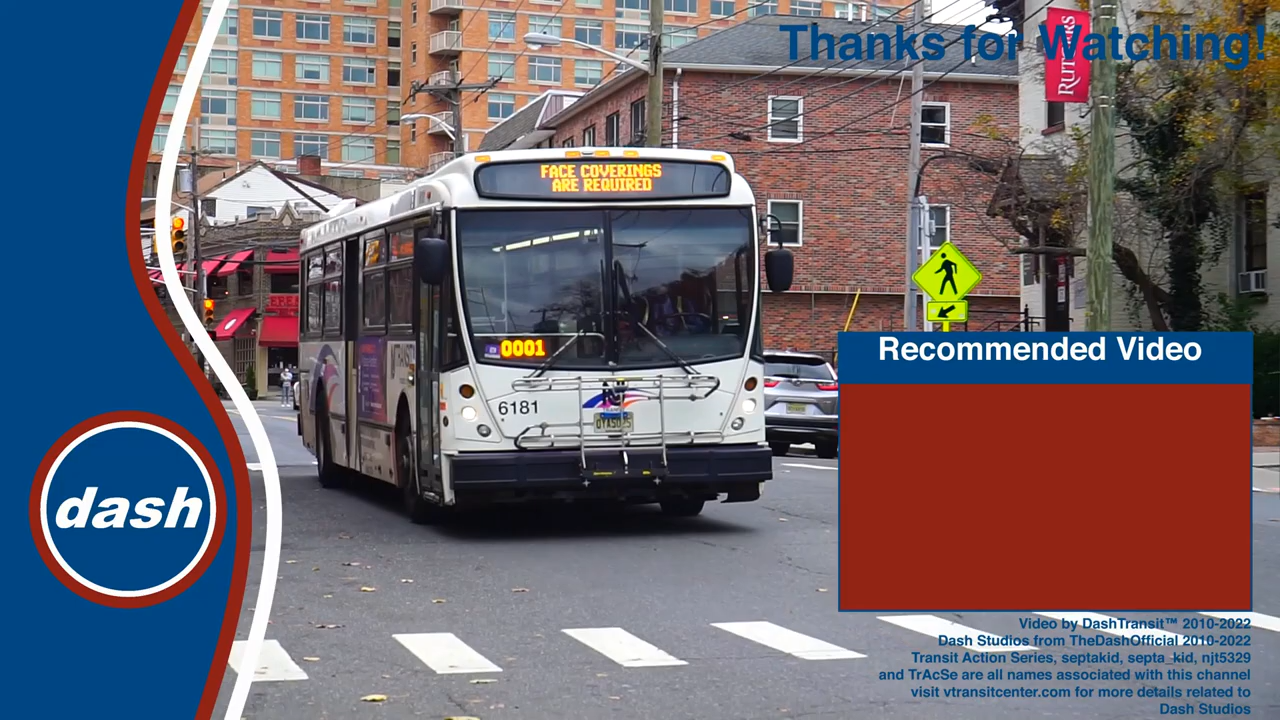 Thanks for Watching!
RUTGERS
FACE COVERINGS
ARE REQUIRED
0001
6181
Recommended Video
dash
Video by DashTransit™ 2010-2022
Dash Studios from TheDashOfficial 2010-2022
Transit Action Series, septakid, septa_kid, njt5329
and TrAcSe are all names associated with this channel
visit vtransitcenter.com for more details related to
Dash Studios